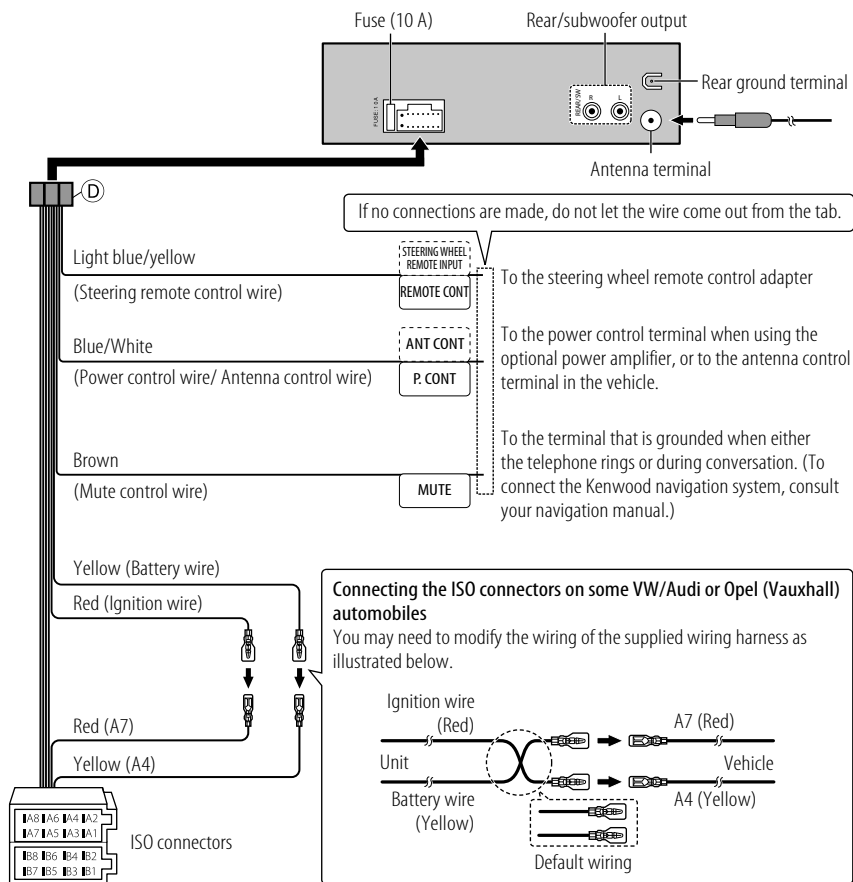 Fuse (10 A)
Rear/subwoofer output
Rear ground terminal
FUSE:10A
REAR/SW
R
L
Antenna terminal
D
If no connections are made, do not let the wire come out from the tab.
Light blue/yellow
(Steering remote control wire)
STEERING WHEEL
REMOTE INPUT
REMOTE CONT
To the steering wheel remote control adapter
Blue/White
(Power control wire/ Antenna control wire)
ANT CONT
P. CONT
To the power control terminal when using the
optional power amplifier, or to the antenna control
terminal in the vehicle.
Brown
(Mute control wire)
MUTE
To the terminal that is grounded when either
the telephone rings or during conversation. (To
connect the Kenwood navigation system, consult
your navigation manual.)
Yellow (Battery wire)
Red (Ignition wire)
Red (A7)
Yellow (A4)
A8 A6 A4 A2
A7 A5 A3 A1
B8 B6 B4 B2
B7 B5 B3 B1
ISO connectors
Connecting the ISO connectors on some VW/Audi or Opel (Vauxhall)
automobiles
You may need to modify the wiring of the supplied wiring harness as
illustrated below.
Ignition wire
(Red)
A7 (Red)
Unit
Vehicle
Battery wire
(Yellow)
A4 (Yellow)
Default wiring